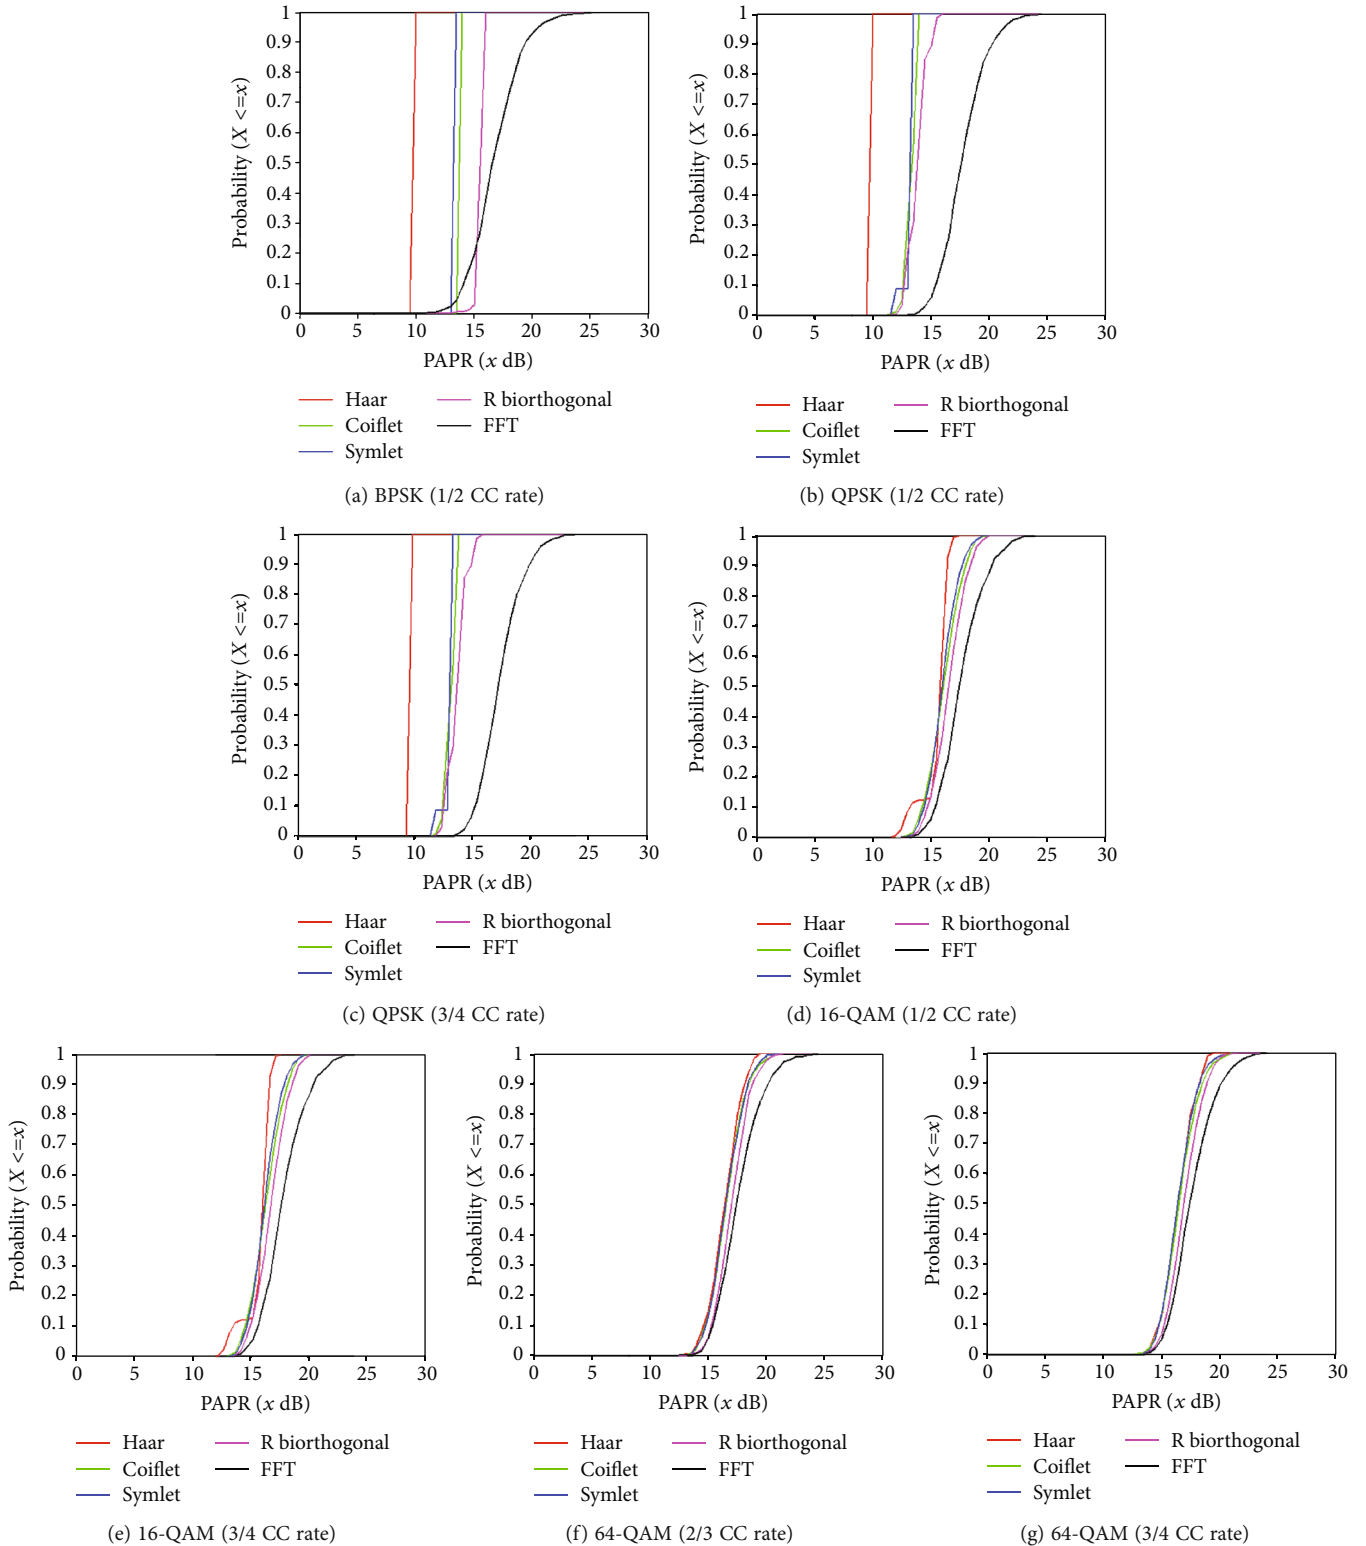 1
0.9
0.8
0.7
0.6
0.5
0.4
0.3
0.2
0.1
0
Probability (X <=x)
0 5 10 15 20 25 30
PAPR (x dB)
Haar
Coiflet
Symlet
R biorthogonal
FFT
(a) BPSK (1/2 CC rate)
1
0.9
0.8
0.7
0.6
0.5
0.4
0.3
0.2
0.1
0
Probability (X <=x)
0 5 10 15 20 25 30
PAPR (x dB)
Haar
Coiflet
Symlet
R biorthogonal
FFT
(b) QPSK (1/2 CC rate)
1
0.9
0.8
0.7
0.6
0.5
0.4
0.3
0.2
0.1
0
Probability (X <=x)
0 5 10 15 20 25 30
PAPR (x dB)
Haar
Coiflet
Symlet
R biorthogonal
FFT
(c) QPSK (3/4 CC rate)
1
0.9
0.8
0.7
0.6
0.5
0.4
0.3
0.2
0.1
0
Probability (X <=x)
0 5 10 15 20 25 30
PAPR (x dB)
Haar
Coiflet
Symlet
R biorthogonal
FFT
(d) 16-QAM (1/2 CC rate)
1
0.9
0.8
0.7
0.6
0.5
0.4
0.3
0.2
0.1
0
Probability (X <=x)
0 5 10 15 20 25 30
PAPR (x dB)
Haar
Coiflet
Symlet
R biorthogonal
FFT
(e) 16-QAM (3/4 CC rate)
1
0.9
0.8
0.7
0.6
0.5
0.4
0.3
0.2
0.1
0
Probability (X <=x)
0 5 10 15 20 25 30
PAPR (x dB)
Haar
Coiflet
Symlet
R biorthogonal
FFT
(f) 64-QAM (2/3 CC rate)
1
0.9
0.8
0.7
0.6
0.5
0.4
0.3
0.2
0.1
0
Probability (X <=x)
0 5 10 15 20 25 30
PAPR (x dB)
Haar
Coiflet
Symlet
R biorthogonal
FFT
(g) 64-QAM (3/4 CC rate)